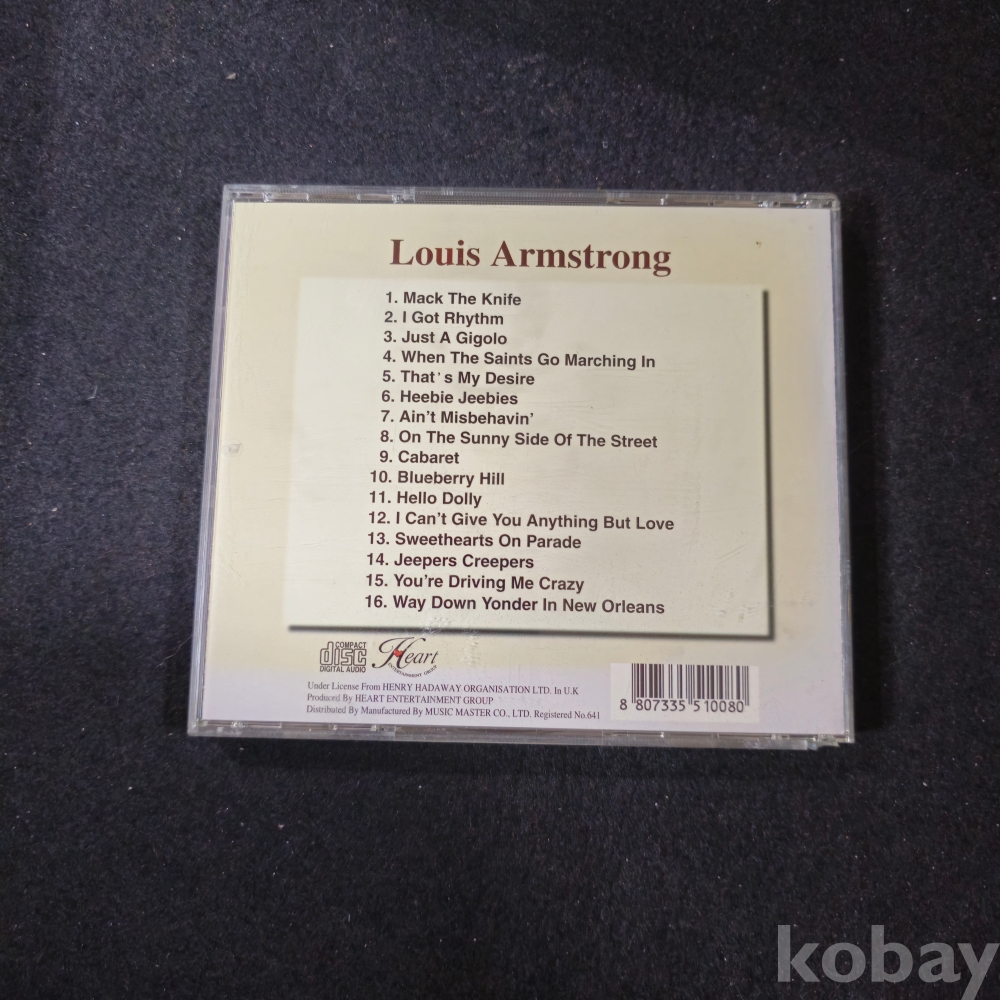 Louis Armstrong
1. Mack The Knife
2. I Got Rhythm
3. Just A Gigolo
4. When The Saints Go Marching In
5. That's My Desire
6. Heebie Jeebies
7. Ain't Misbehavin'
8. On The Sunny Side Of The Street
9. Cabaret
10. Blueberry Hill
11. Hello Dolly
12. I Can't Give You Anything But Love
13. Sweethearts On Parade
14. Jeepers Creepers
15. You're Driving Me Crazy
16. Way Down Yonder In New Orleans
COMPACT
disc
DIGITAL AUDIO
Heart
ENTERTAINMENT GROUP
Under License From HENRY HADAWAY ORGANISATION LTD. In U.K
Produced By HEART ENTERTAINMENT GROUP
Distributed By Manufactured By MUSIC MASTER CO., LTD. Registered No.641
8 807335 510080
kobay